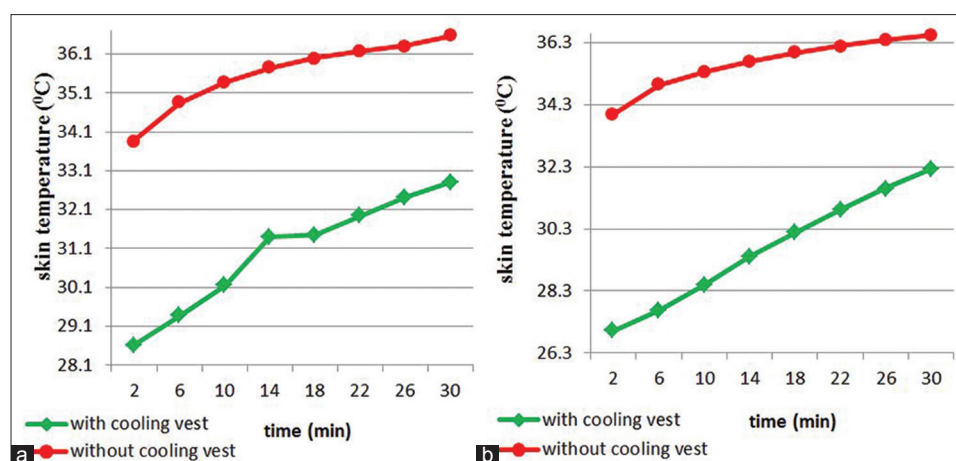 skin temperature (⁰C)
36.1
35.1
34.1
33.1
32.1
31.1
30.1
29.1
28.1
2 6 10 14 18 22 26 30
time (min)
with cooling vest
without cooling vest
a
skin temperature (⁰C)
36.3
34.3
32.3
30.3
28.3
26.3
2 6 10 14 18 22 26 30
time (min)
with cooling vest
without cooling vest
b